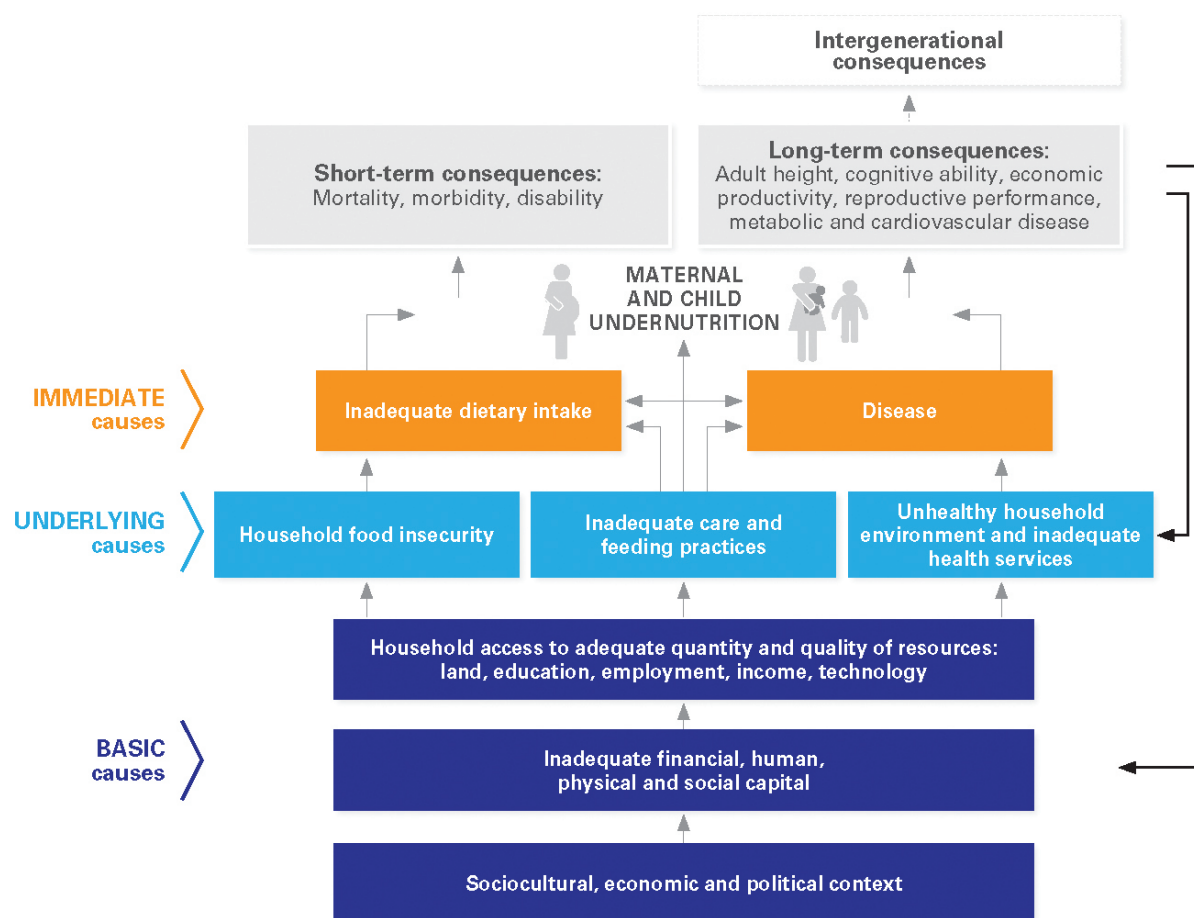 Intergenerational
consequences
Short-term consequences:
Mortality, morbidity, disability
Long-term consequences:
Adult height, cognitive ability, economic
productivity, reproductive performance,
metabolic and cardiovascular disease
MATERNAL
AND CHILD
UNDERNUTRITION
IMMEDIATE
causes
Inadequate dietary intake
Disease
UNDERLYING
causes
Household food insecurity
Inadequate care and
feeding practices
Unhealthy household
environment and inadequate
health services
Household access to adequate quantity and quality of resources:
land, education, employment, income, technology
BASIC
causes
Inadequate financial, human,
physical and social capital
Sociocultural, economic and political context